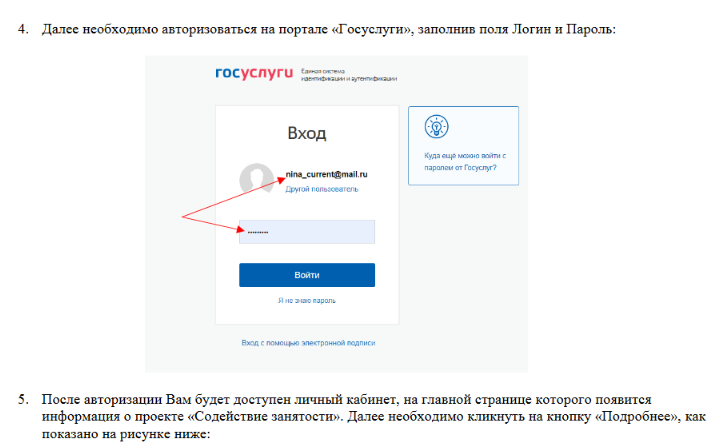 4. Далее необходимо авторизоваться на портале «Госуслуги», заполнив поля Логин и Пароль:
госуслуги
Единая система
идентификации и аутентификации
Вход
nina_current@mail.ru
Другой пользователь
Куда ещё можно войти с
паролем от Госуслуг?
•••••••••
Войти
Я не знаю пароль
Вход с помощью электронной подписи
5. После авторизации Вам будет доступен личный кабинет, на главной странице которого появится
информация о проекте «Содействие занятости». Далее необходимо кликнуть на кнопку «Подробнее», как
показано на рисунке ниже: